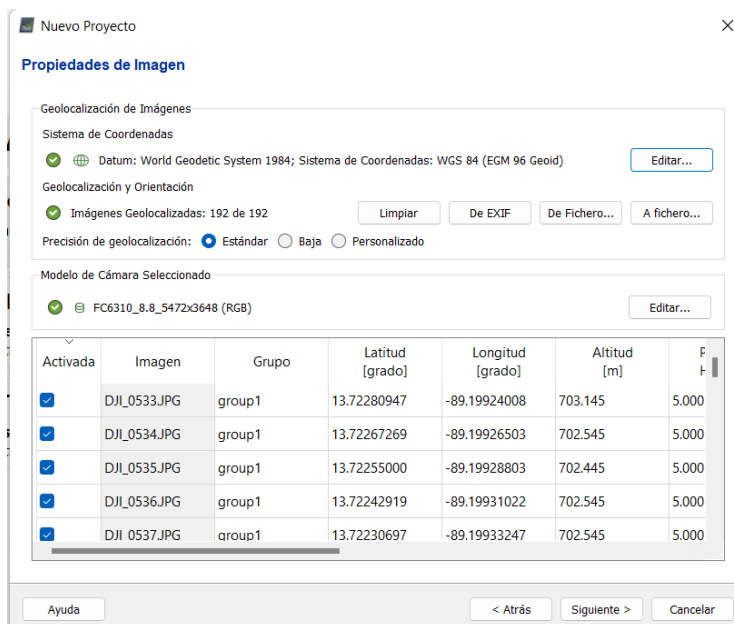 Nuevo Proyecto
Propiedades de Imagen
Geolocalización de Imágenes
Sistema de Coordenadas
Datum: World Geodetic System 1984; Sistema de Coordenadas: WGS 84 (EGM 96 Geoid) Editar...
Geolocalización y Orientación
Imágenes Geolocalizadas: 192 de 192 Limpiar De EXIF De Fichero... A fichero...
Precisión de geolocalización: Estándar Baja Personalizado
Modelo de Cámara Seleccionado
FC6310_8.8_5472x3648 (RGB) Editar...
Activada Imagen Grupo Latitud [grado] Longitud [grado] Altitud [m]
DJI_0533.JPG group1 13.72280947 -89.19924008 703.145 5.000
DJI_0534.JPG group1 13.72267269 -89.19926503 702.545 5.000
DJI_0535.JPG group1 13.72255000 -89.19928803 702.445 5.000
DJI_0536.JPG group1 13.72242919 -89.19931022 702.545 5.000
DJI_0537.JPG group1 13.72230697 -89.19933247 702.545 5.000
Ayuda < Atrás Siguiente > Cancelar